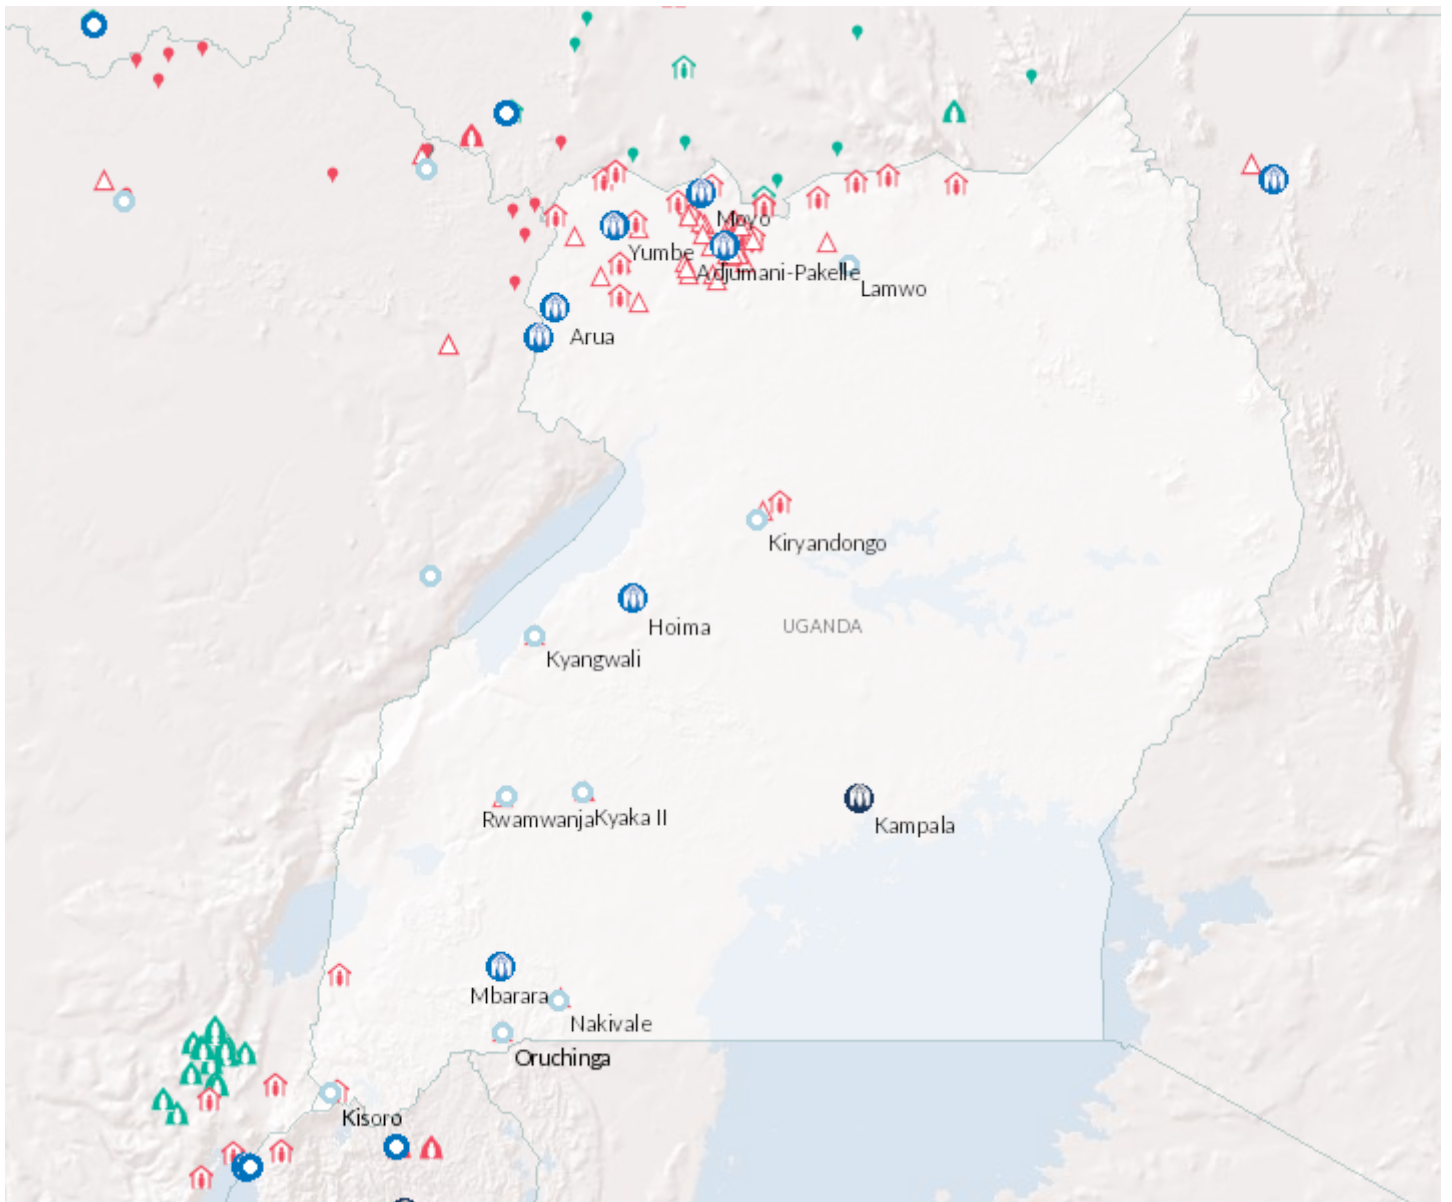 Moyo
Yumbe
Adjumani-Pakelle
Lamwo
Arua
Kiryandongo
Hoima
UGANDA
Kyangwali
Rwamwanja
Kyaka II
Kampala
Mbarara
Nakivale
Oruchinga
Kisoro